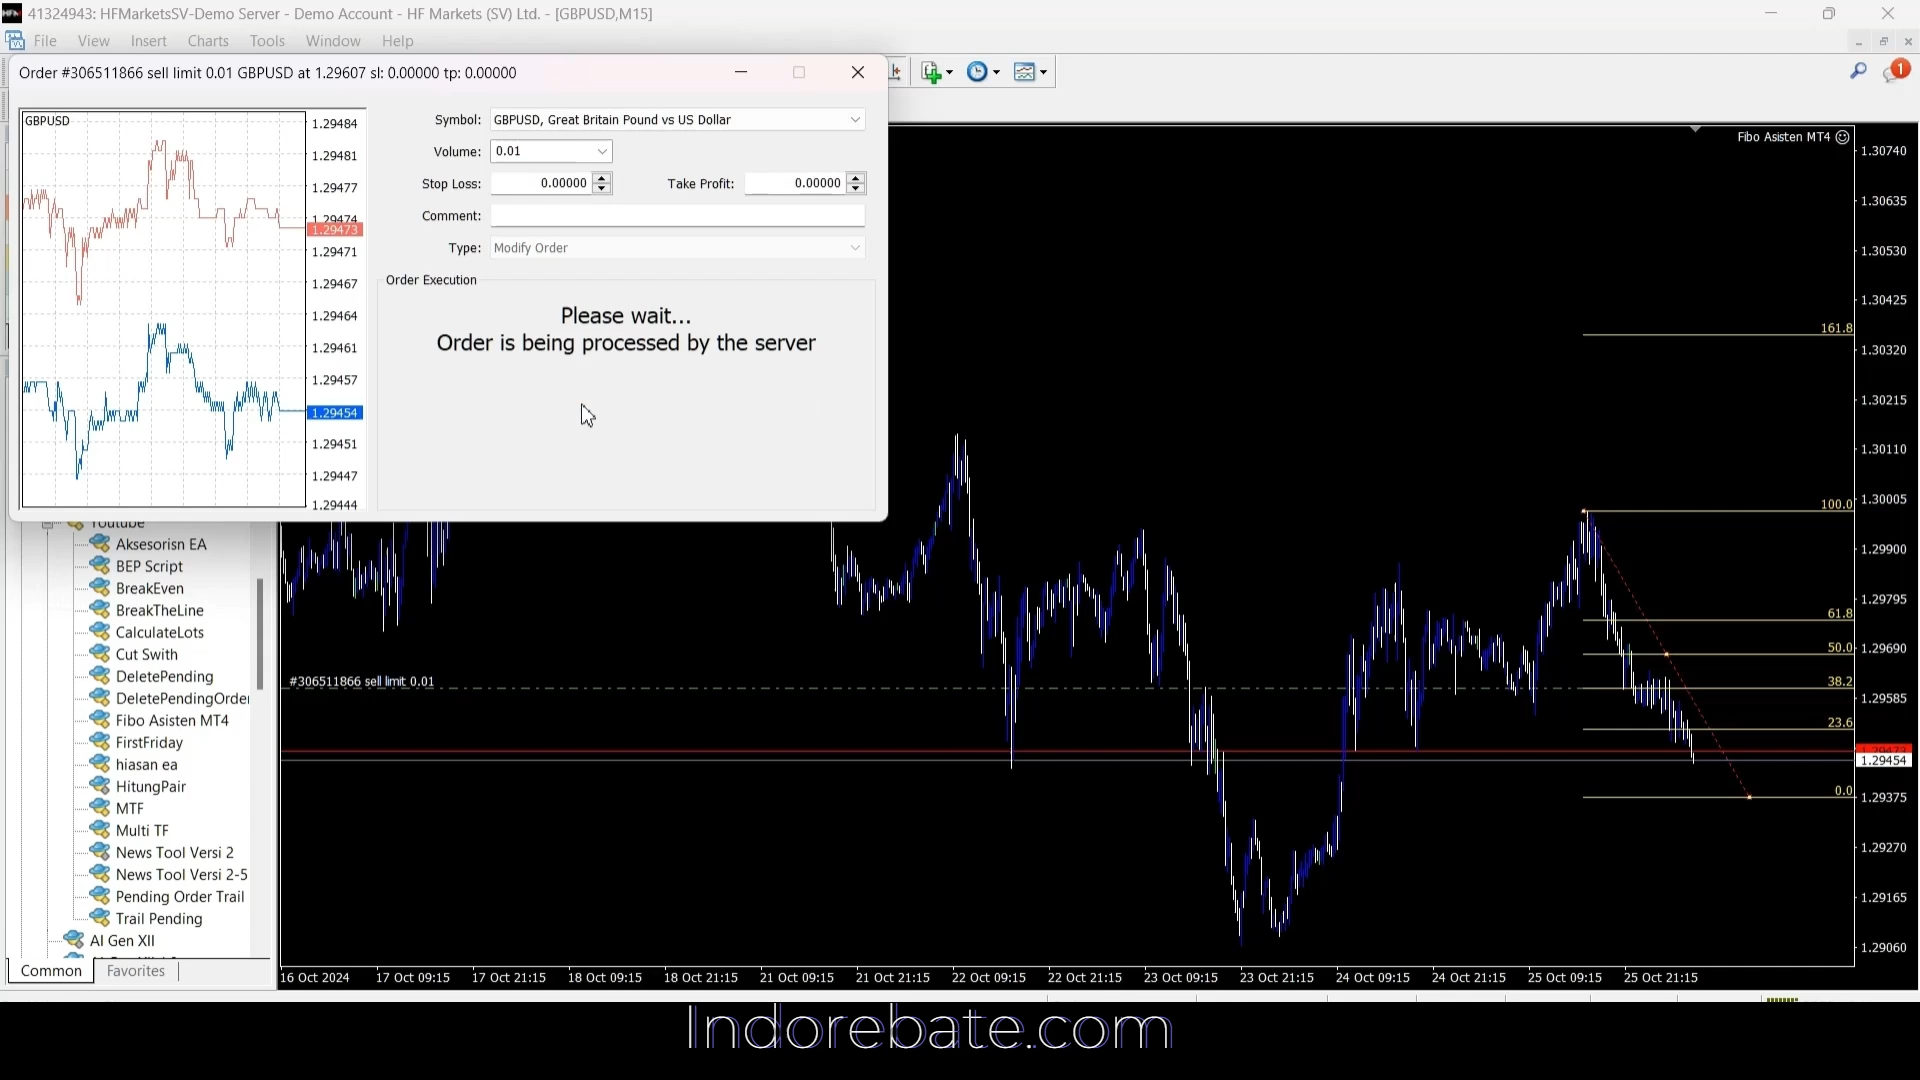 41324943: HFMarketsSV-Demo Server - Demo Account - HF Markets (SV) Ltd. - [GBPUSD,M15]
File View Insert Charts Tools Window Help
Order #306511866 sell limit 0.01 GBPUSD at 1.29607 sl: 0.00000 tp: 0.00000
1
GBPUSD
1.29484
1.29481
1.29477
1.29474
1.29473
1.29471
1.29467
1.29464
1.29461
1.29457
1.29454
1.29451
1.29447
1.29444
Symbol: GBPUSD, Great Britain Pound vs US Dollar
Volume: 0.01
Stop Loss: 0.00000 Take Profit: 0.00000
Comment:
Type: Modify Order
Order Execution
Please wait...
Order is being processed by the server
Fibo Asisten MT4
1.30740
1.30635
1.30530
1.30425
1.30320
1.30215
1.30110
1.30005
1.29900
1.29795
1.29690
1.29585
1.29473
1.29454
1.29375
1.29270
1.29165
1.29060
161.8
100.0
61.8
50.0
38.2
23.6
0.0
#306511866 sell limit 0.01
Youtube
Aksesorisn EA
BEP Script
BreakEven
BreakTheLine
CalculateLots
Cut Swith
DeletePending
DeletePendingOrder
Fibo Asisten MT4
FirstFriday
hiasan ea
HitungPair
MTF
Multi TF
News Tool Versi 2
News Tool Versi 2-5
Pending Order Trail
Trail Pending
AI Gen XII
Common Favorites
16 Oct 2024 17 Oct 09:15 17 Oct 21:15 18 Oct 09:15 18 Oct 21:15 21 Oct 09:15 21 Oct 21:15 22 Oct 09:15 22 Oct 21:15 23 Oct 09:15 23 Oct 21:15 24 Oct 09:15 24 Oct 21:15 25 Oct 09:15 25 Oct 21:15
Indorebate.com